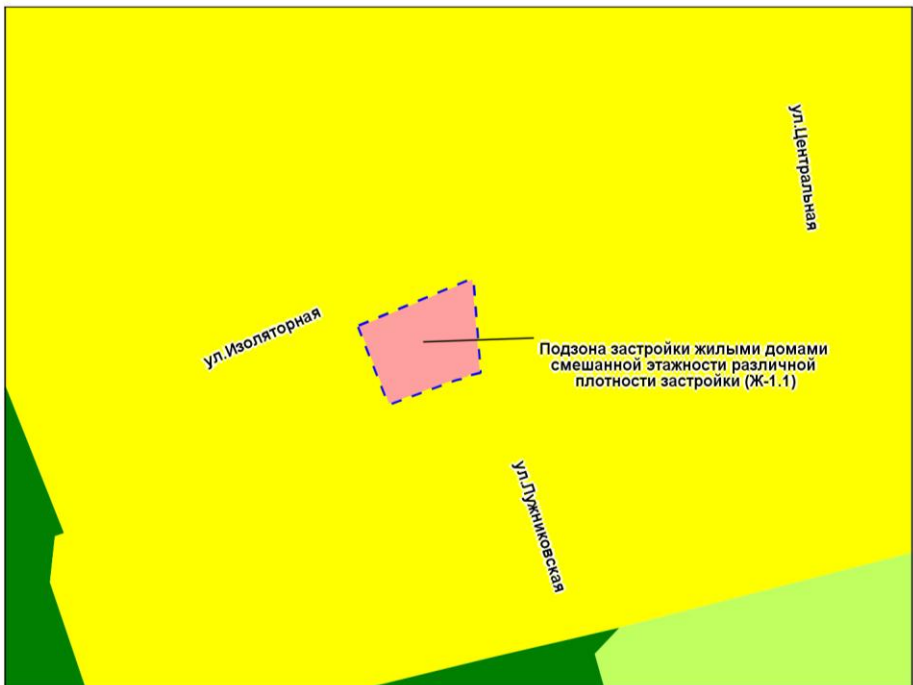 ул.Центральная
ул.Изоляторная
Подзона застройки жилыми домами
смешанной этажности различной
плотности застройки (Ж-1.1)
ул.Лужниковская